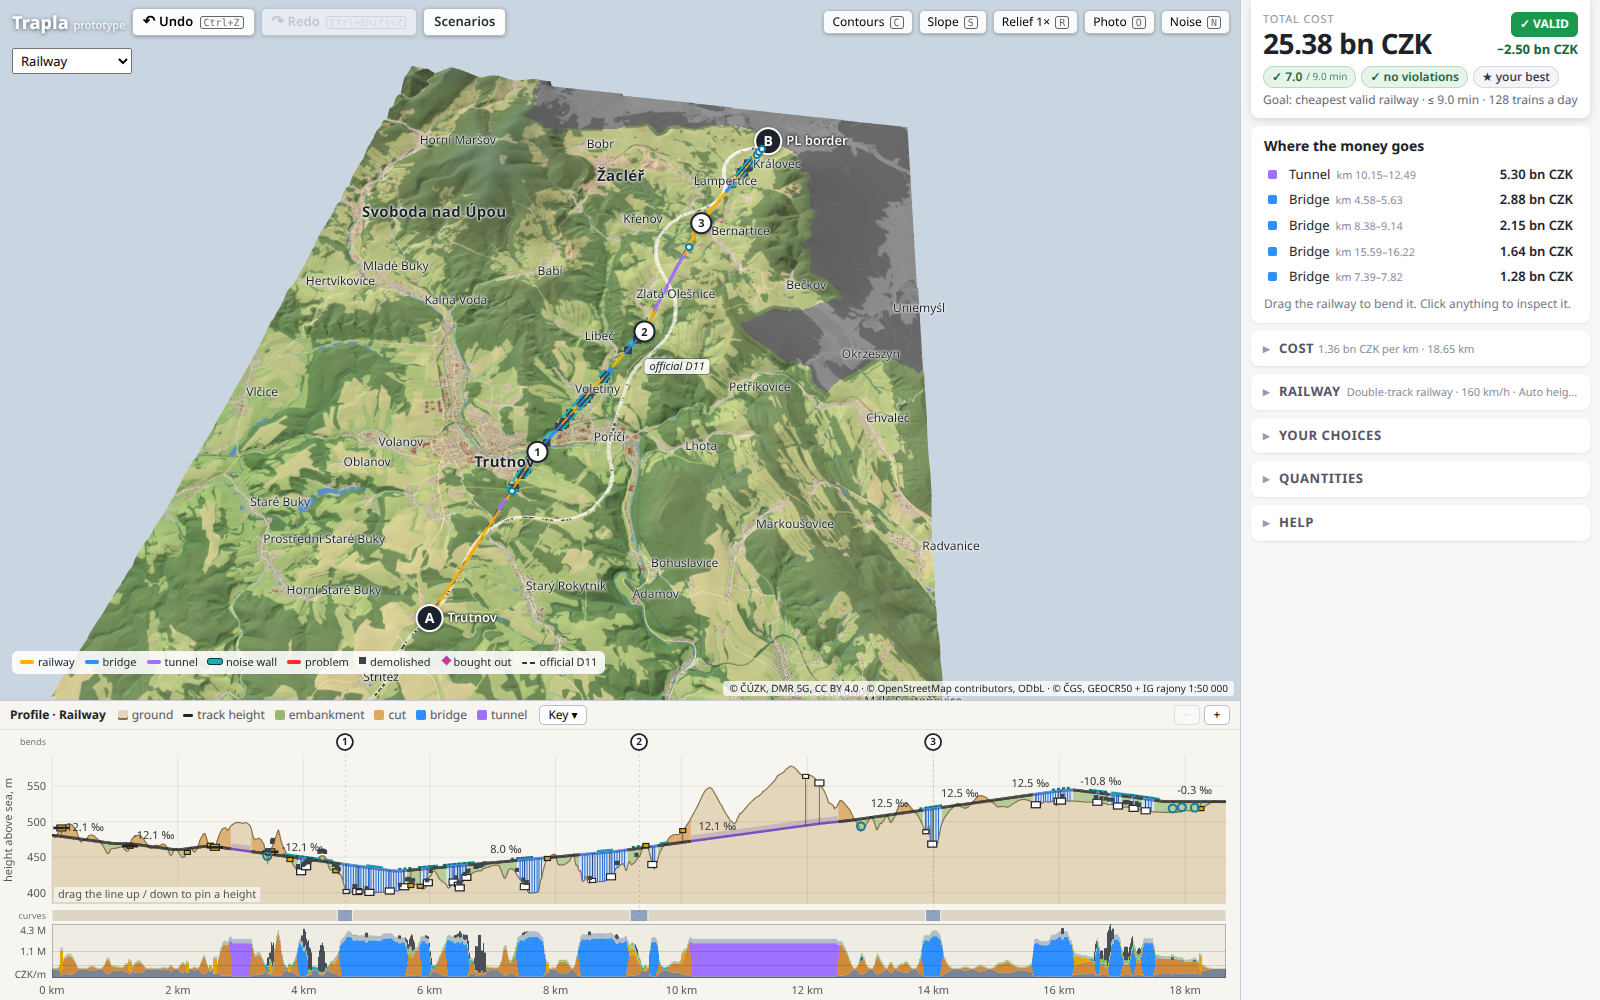 Trapla prototype
↶ Undo Ctrl+Z
↷ Redo Ctrl+Shift+Z
Scenarios
Contours C
Slope S
Relief 1× R
Photo O
Noise N
Railway
Horní Maršov
Bobr
B PL border
Královec
Žacléř
Lampertice
Svoboda nad Úpou
Křenov
3
Bernartice
Mladé Buky
Hertvíkovice
Babí
Kalná Voda
Zlatá Olešnice
Bečkov
Uniemyśl
Libeč
2
Okrzeszyn
official D11
Vlčice
Voletiny
Petříkovice
Chvaleč
Volanov
Poříčí
Lhota
Oblanov
Trutnov
1
Staré Buky
Markoušovice
Prostřední Staré Buky
Radvanice
Bohuslavice
Horní Staré Buky
Starý Rokytník
Adamov
A Trutnov
railway bridge tunnel noise wall problem demolished bought out official D11
Střítež
© ČÚZK, DMR 5G, CC BY 4.0 · © OpenStreetMap contributors, ODbL · © ČGS, GEOCR50 + IG rajony 1:50 000
TOTAL COST
✓ VALID
25.38 bn CZK
−2.50 bn CZK
✓ 7.0 / 9.0 min
✓ no violations
★ your best
Goal: cheapest valid railway · ≤ 9.0 min · 128 trains a day
Where the money goes
Tunnel km 10.15–12.49 5.30 bn CZK
Bridge km 4.58–5.63 2.88 bn CZK
Bridge km 8.38–9.14 2.15 bn CZK
Bridge km 15.59–16.22 1.64 bn CZK
Bridge km 7.39–7.82 1.28 bn CZK
Drag the railway to bend it. Click anything to inspect it.
▶ COST 1.36 bn CZK per km · 18.65 km
▶ RAILWAY Double-track railway · 160 km/h · Auto heig…
▶ YOUR CHOICES
▶ QUANTITIES
▶ HELP
Profile · Railway ground track height embankment cut bridge tunnel Key ▾ − +
bends 1 2 3
height above sea, m
550
500
450
400
-12.1 ‰
-12.1 ‰
8.0 ‰
12.1 ‰
12.5 ‰
12.5 ‰
12.5 ‰
-10.8 ‰
-0.3 ‰
drag the line up / down to pin a height
curves
4.3 M
1.1 M
CZK/m
0 km 2 km 4 km 6 km 8 km 10 km 12 km 14 km 16 km 18 km